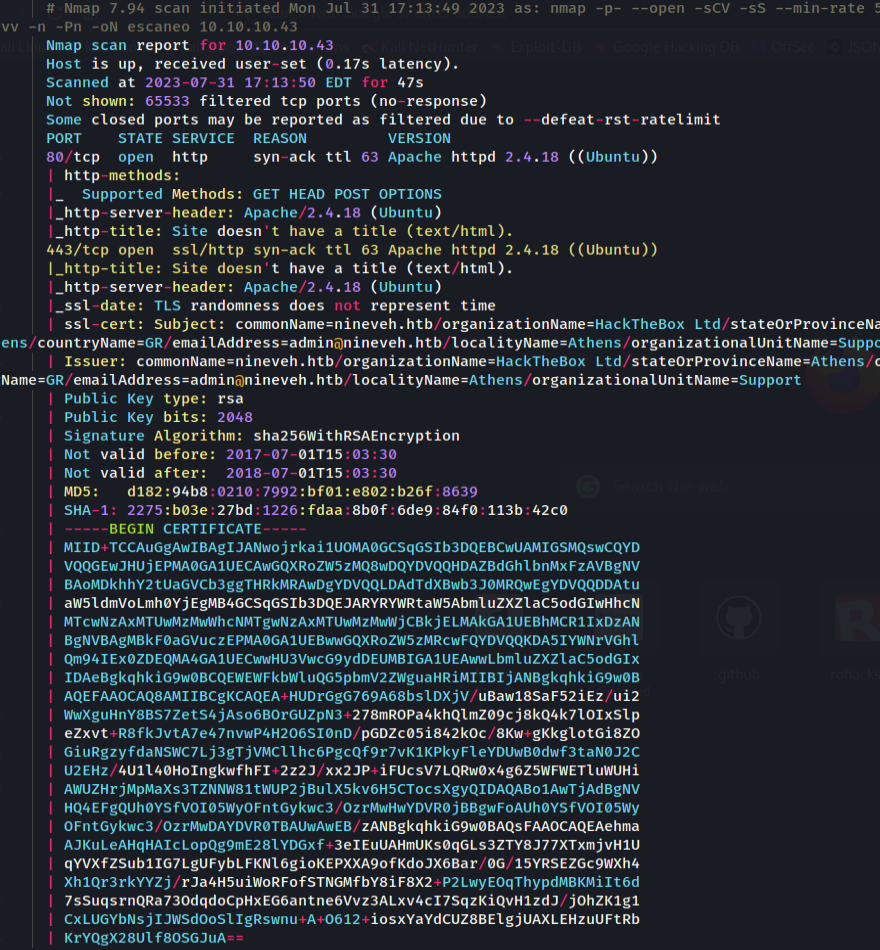 # Nmap 7.94 scan initiated Mon Jul 31 17:13:49 2023 as: nmap -p- --open -sCV -sS --min-rate 5
vv -n -Pn -oN escaneo 10.10.10.43
Nmap scan report for 10.10.10.43
Host is up, received user-set (0.17s latency).
Scanned at 2023-07-31 17:13:50 EDT for 47s
Not shown: 65533 filtered tcp ports (no-response)
Some closed ports may be reported as filtered due to --defeat-rst-ratelimit
PORT    STATE SERVICE  REASON         VERSION
80/tcp  open  http     syn-ack ttl 63 Apache httpd 2.4.18 ((Ubuntu))
| http-methods:
|_  Supported Methods: GET HEAD POST OPTIONS
|_http-server-header: Apache/2.4.18 (Ubuntu)
|_http-title: Site doesn't have a title (text/html).
443/tcp open  ssl/http syn-ack ttl 63 Apache httpd 2.4.18 ((Ubuntu))
|_http-title: Site doesn't have a title (text/html).
|_http-server-header: Apache/2.4.18 (Ubuntu)
|_ssl-date: TLS randomness does not represent time
| ssl-cert: Subject: commonName=nineveh.htb/organizationName=HackTheBox Ltd/stateOrProvinceNa
ens/countryName=GR/emailAddress=admin@nineveh.htb/localityName=Athens/organizationalUnitName=Suppo
| Issuer: commonName=nineveh.htb/organizationName=HackTheBox Ltd/stateOrProvinceName=Athens/c
Name=GR/emailAddress=admin@nineveh.htb/localityName=Athens/organizationalUnitName=Support
| Public Key type: rsa
| Public Key bits: 2048
| Signature Algorithm: sha256WithRSAEncryption
| Not valid before: 2017-07-01T15:03:30
| Not valid after:  2018-07-01T15:03:30
| MD5:   d182:94b8:0210:7992:bf01:e802:b26f:8639
| SHA-1: 2275:b03e:27bd:1226:fdaa:8b0f:6de9:84f0:113b:42c0
| -----BEGIN CERTIFICATE-----
| MIID+TCCAuGgAwIBAgIJANwojrkai1UOMA0GCSqGSIb3DQEBCwUAMIGSMQswCQYD
| VQQGEwJHUjEPMA0GA1UECAwGQXRoZW5zMQ8wDQYDVQQHDAZBdGhlbnMxFzAVBgNV
| BAoMDkhhY2tUaGVCb3ggTHRkMRAwDgYDVQQLDAdTdXBwb3J0MRQwEgYDVQQDDAtu
| aW5ldmVoLmh0YjEgMB4GCSqGSIb3DQEJARYRYWRtaW5AbmluZXZlaC5odGIwHhcN
| MTcwNzAxMTUwMzMwWhcNMTgwNzAxMTUwMzMwWjCBkjELMAkGA1UEBhMCR1IxDzAN
| BgNVBAgMBkF0aGVuczEPMA0GA1UEBwwGQXRoZW5zMRcwFQYDVQQKDA5IYWNrVGhl
| Qm94IEx0ZDEQMA4GA1UECwwHU3VwcG9ydDEUMBIGA1UEAwwLbmluZXZlaC5odGIx
| IDAeBgkqhkiG9w0BCQEWEWFkbWluQG5pbmV2ZWguaHRiMIIBIjANBgkqhkiG9w0B
| AQEFAAOCAQ8AMIIBCgKCAQEA+HUDrGgG769A68bslDXjV/uBaw18SaF52iEz/ui2
| WwXguHnY8BS7ZetS4jAso6BOrGUZpN3+278mROPa4khQlmZ09cj8kQ4k7lOIxSlp
| eZxvt+R8fkJvtA7e47nvwP4H2O6SI0nD/pGDZc05i842kOc/8Kw+gKkglotGi8ZO
| GiuRgzyfdaNSWC7Lj3gTjVMCllhc6PgcQf9r7vK1KPkyFleYDUwB0dwf3taN0J2C
| U2EHz/4U1l40HoIngkwfhFI+2z2J/xx2JP+iFUcsV7LQRw0x4g6Z5WFWETluWUHi
| AWUZHrjMpMaXs3TZNNW81tWUP2jBulX5kv6H5CTocsXgyQIDAQABo1AwTjAdBgNV
| HQ4EFgQUh0YSfVOI05WyOFntGykwc3/OzrMwHwYDVR0jBBgwFoAUh0YSfVOI05Wy
| OFntGykwc3/OzrMwDAYDVR0TBAUwAwEB/zANBgkqhkiG9w0BAQsFAAOCAQEAehma
| AJKuLeAHqHAIcLopQg9mE28lYDGxf+3eIEuUAHmUKs0qGLs3ZTY8J77XTxmjvH1U
| qYVXfZSub1IG7LgUFybLFKNl6gioKEPXXA9ofKdoJX6Bar/0G/15YRSEZGc9WXh4
| Xh1Qr3rkYYZj/rJa4H5uiWoRFofSTNGMfbY8iF8X2+P2LwyEOqThypdMBKMiIt6d
| 7sSuqsrnQRa73OdqdoCpHxEG6antne6Vvz3ALxv4cI7SqzKiQvH1zdJ/jOhZK1g1
| CxLUGYbNsjIJWSdOoSlIgRswnu+A+O612+iosxYaYdCUZ8BElgjUAXLEHzuUFtRb
| KrYQgX28Ulf8OSGJuA==
Kali NetHunter
Exploit-DB
Google Hacking DB
OffSec
Search the web
github